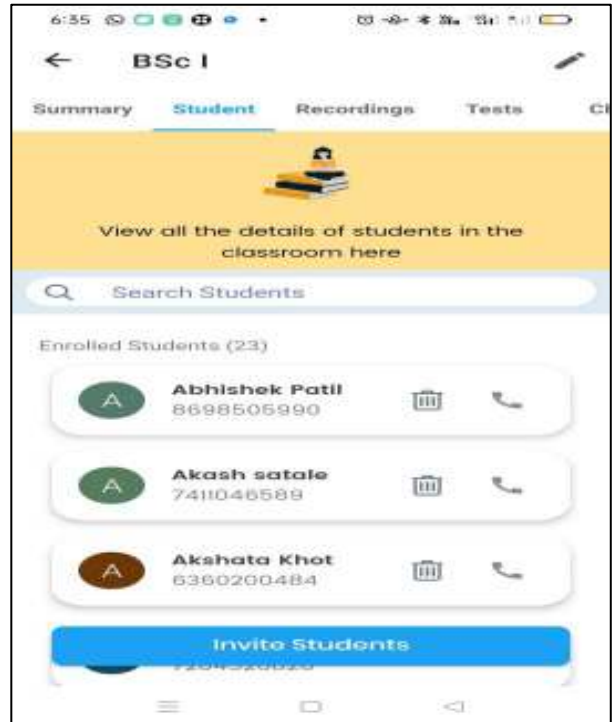 6:35
BSc I
Summary Student Recordings Tests
View all the details of students in the
classroom here
Search Students
Enrolled Students (23)
A Abhishek Patil
8698505990
A Akash satale
7411046589
A Akshata Khot
6360200484
Invite Students